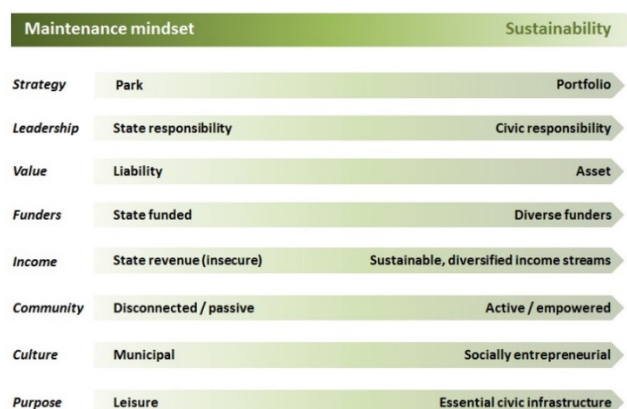 Maintenance mindset Sustainability
Strategy Park Portfolio
Leadership State responsibility Civic responsibility
Value Liability Asset
Funders State funded Diverse funders
Income State revenue (insecure) Sustainable, diversified income streams
Community Disconnected / passive Active / empowered
Culture Municipal Socially entrepreneurial
Purpose Leisure Essential civic infrastructure